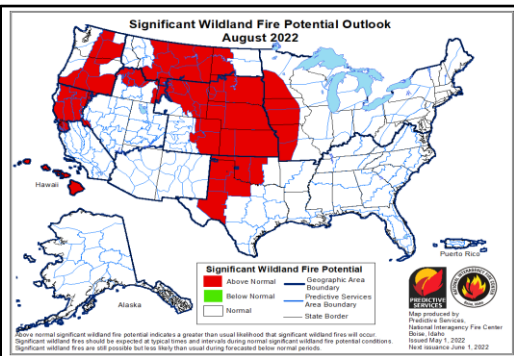 Significant Wildland Fire Potential Outlook
August 2022
Hawaii
Alaska
Puerto Rico
Significant Wildland Fire Potential
Above Normal
Below Normal
Normal
Geographic Area
Boundary
Predictive Services
Area Boundary
State Border
PREDICTIVE
SERVICES
Map produced by
Predictive Services,
National Interagency Fire Center
Boise, Idaho
Issued May 1, 2022
Next issuance June 1, 2022
Above normal significant wildland fire potential indicates a greater than usual likelihood that significant wildland fires will occur.
Significant wildland fires should be expected at typical times and intervals during normal significant wildland fire potential conditions.
Significant wildland fires are still possible but less likely than usual during forecasted below normal periods.